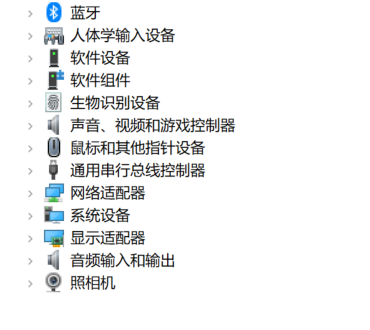 蓝牙
人体学输入设备
软件设备
软件组件
生物识别设备
声音、视频和游戏控制器
鼠标和其他指针设备
通用串行总线控制器
网络适配器
系统设备
显示适配器
音频输入和输出
照相机